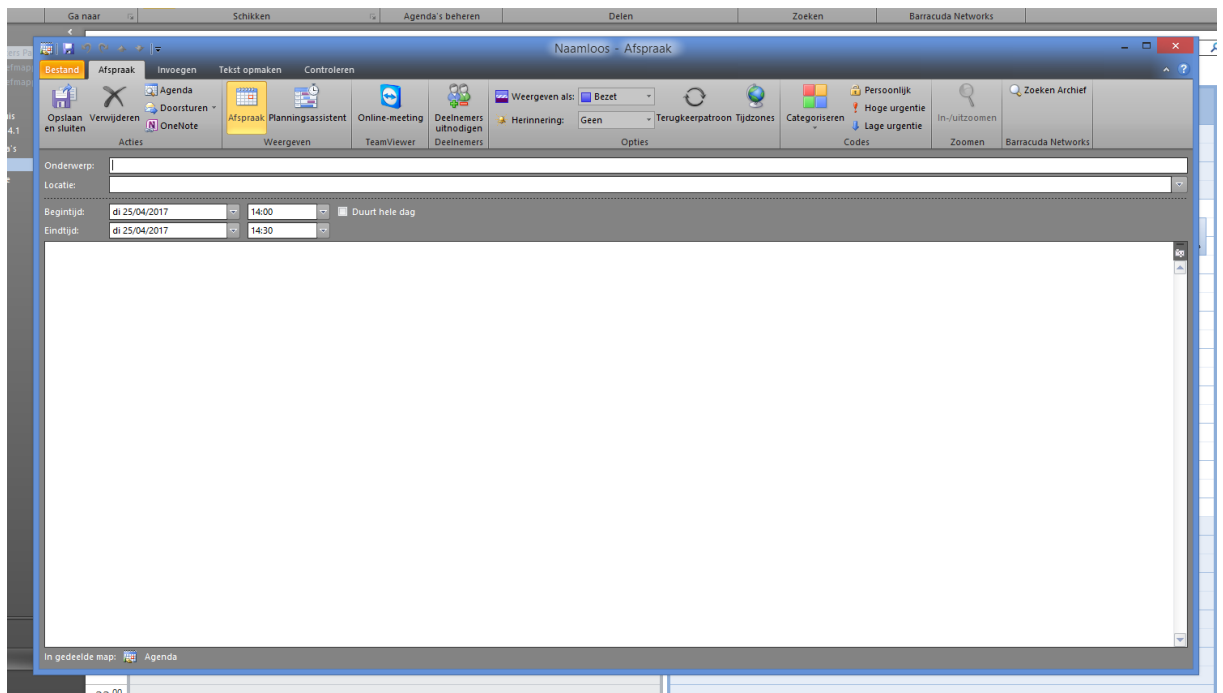 Ga naar Schikken Agenda's beheren Delen Zoeken Barracuda Networks
Naamloos - Afspraak
Bestand Afspraak Invoegen Tekst opmaken Controleren
Opslaan en sluiten
Verwijderen
Agenda
Doorsturen
OneNote
Acties
Afspraak
Planningsassistent
Weergeven
Online-meeting
TeamViewer
Deelnemers uitnodigen
Deelnemers
Weergeven als: Bezet
Herinnering: Geen
Terugkeerpatroon
Tijdzones
Opties
Categoriseren
Persoonlijk
Hoge urgentie
Lage urgentie
Codes
In-/uitzoomen
Zoomen
Zoeken Archief
Barracuda Networks
Onderwerp:
Locatie:
Begintijd: di 25/04/2017 14:00 Duurt hele dag
Eindtijd: di 25/04/2017 14:30
In gedeelde map: Agenda